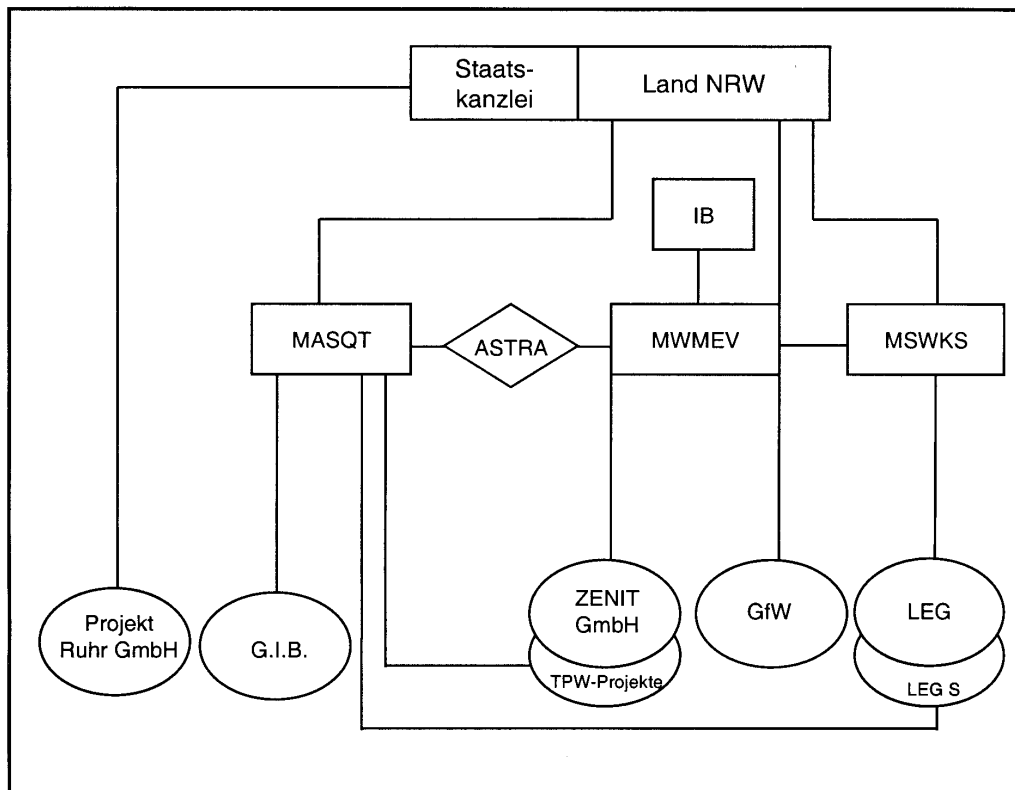 Staats-
kanzlei
Land NRW
IB
MASQT
ASTRA
MWMEV
MSWKS
Projekt
Ruhr GmbH
G.I.B.
ZENIT
GmbH
TPW-Projekte
GfW
LEG
LEG S